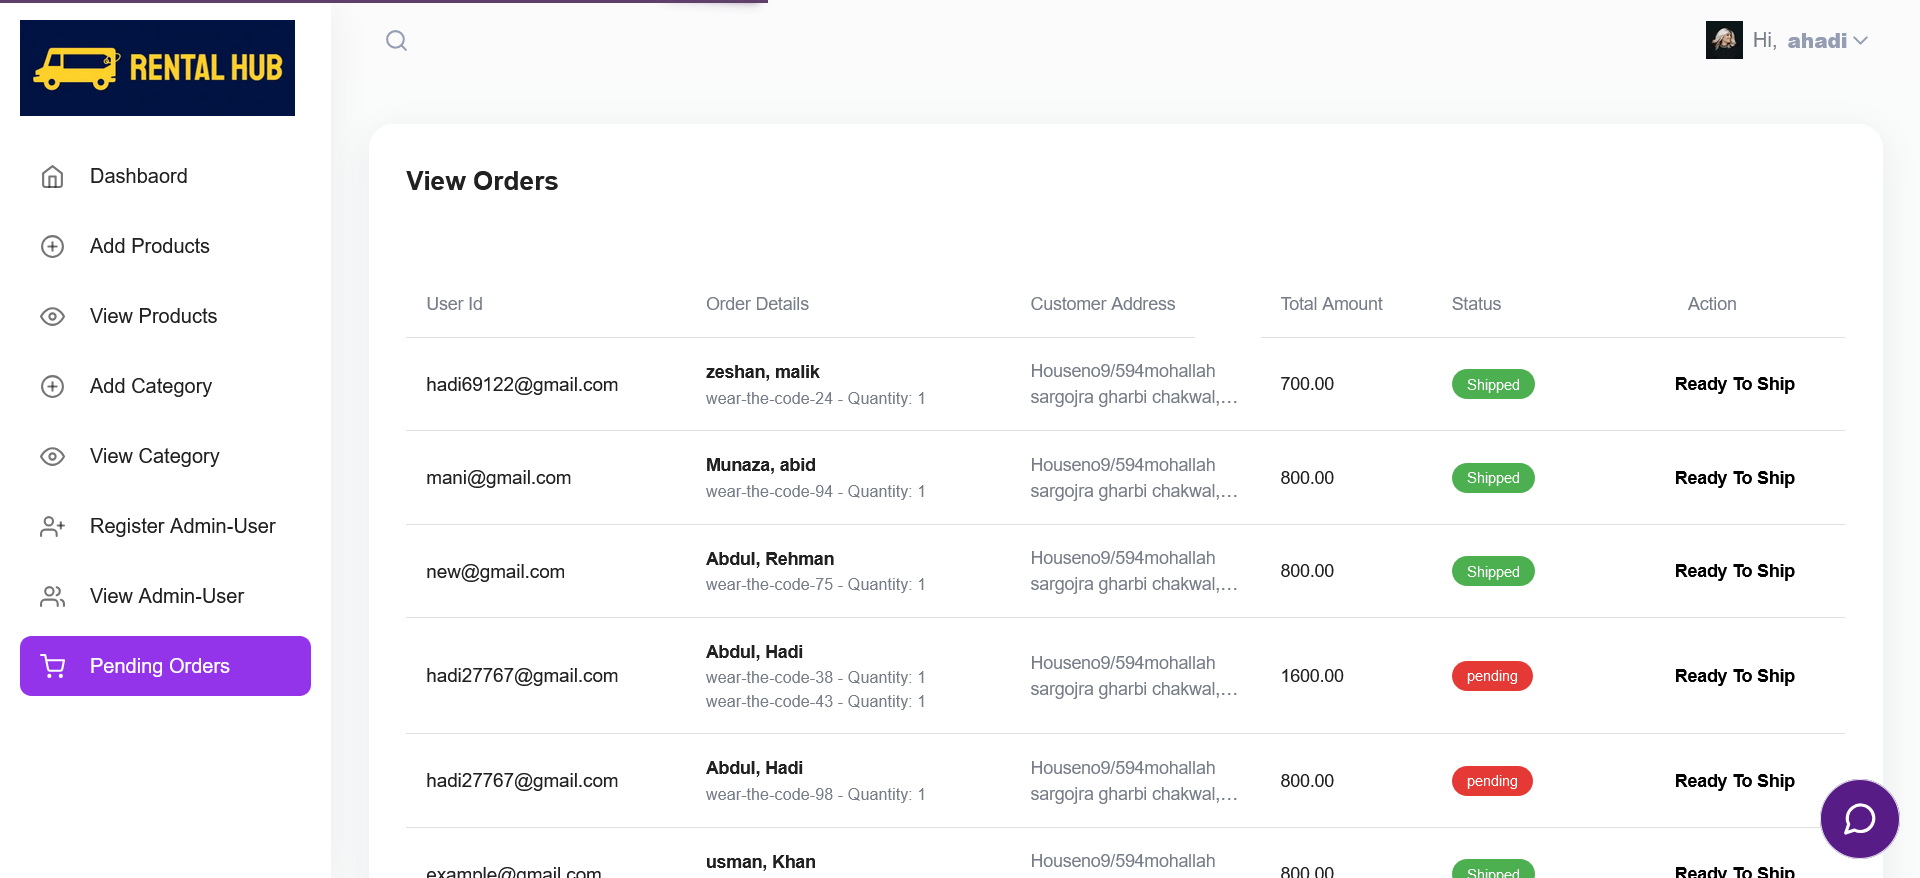 RENTAL HUB
Hi, ahadi
Dashbaord
Add Products
View Products
Add Category
View Category
Register Admin-User
View Admin-User
Pending Orders
View Orders
User Id Order Details Customer Address Total Amount Status Action
hadi69122@gmail.com zeshan, malik Houseno9/594mohallah 700.00 Shipped Ready To Ship
wear-the-code-24 - Quantity: 1 sargojra gharbi chakwal,...
mani@gmail.com Munaza, abid Houseno9/594mohallah 800.00 Shipped Ready To Ship
wear-the-code-94 - Quantity: 1 sargojra gharbi chakwal,...
new@gmail.com Abdul, Rehman Houseno9/594mohallah 800.00 Shipped Ready To Ship
wear-the-code-75 - Quantity: 1 sargojra gharbi chakwal,...
hadi27767@gmail.com Abdul, Hadi Houseno9/594mohallah 1600.00 pending Ready To Ship
wear-the-code-38 - Quantity: 1 sargojra gharbi chakwal,...
wear-the-code-43 - Quantity: 1
hadi27767@gmail.com Abdul, Hadi Houseno9/594mohallah 800.00 pending Ready To Ship
wear-the-code-98 - Quantity: 1 sargojra gharbi chakwal,...
example@gmail.com usman, Khan Houseno9/594mohallah 800.00 Shipped Ready To Ship